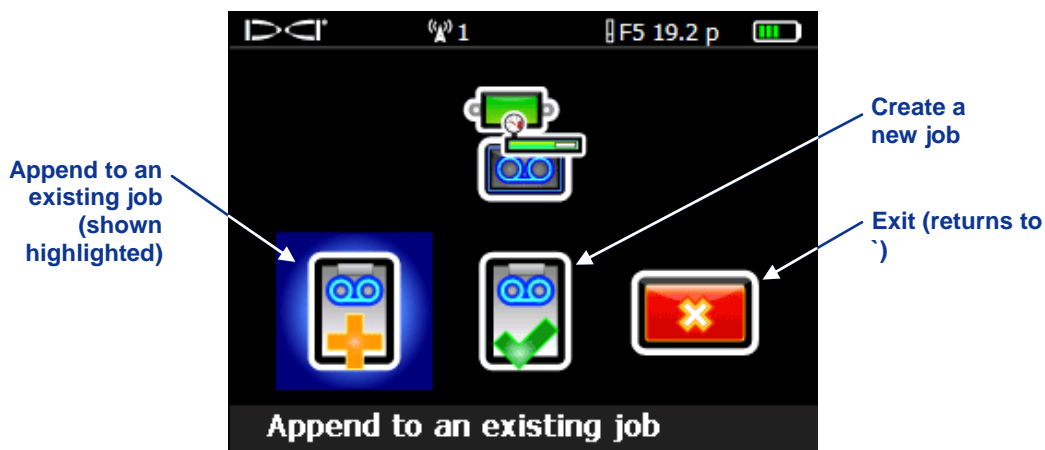 DCI
1
F5 19.2 p
Create a
new job
Append to an
existing job
(shown
highlighted)
Exit (returns to
`)
Append to an existing job